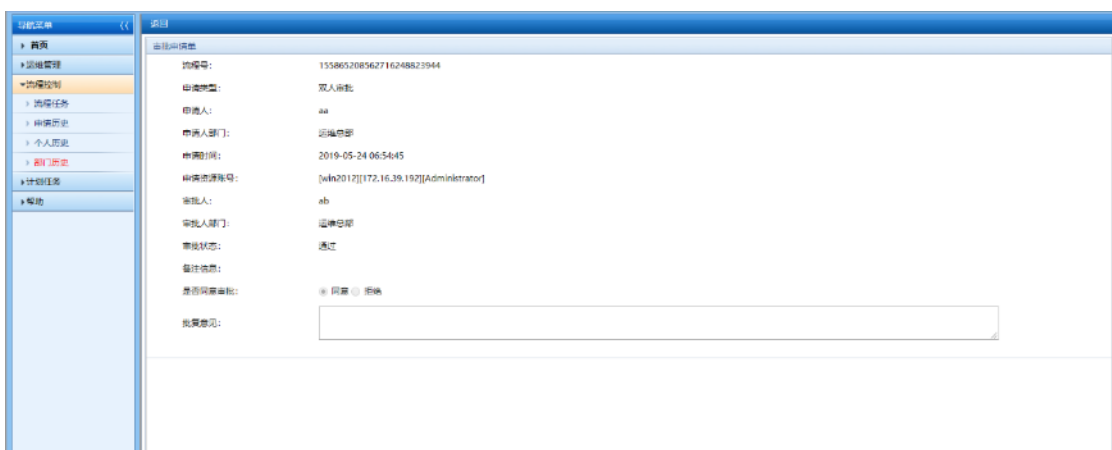 导航菜单
返回
首页
运维管理
流程控制
流程任务
申请历史
个人历史
部门历史
计划任务
帮助
审批申请单
流程号: 155865208562716248823944
申请类型: 双人审批
申请人: aa
申请人部门: 运维总部
申请时间: 2019-05-24 06:54:45
申请资源账号: [win2012][172.16.39.192][Administrator]
审批人: ab
审批人部门: 运维总部
审批状态: 通过
备注信息:
是否同意审批: 同意 拒绝
批复意见: